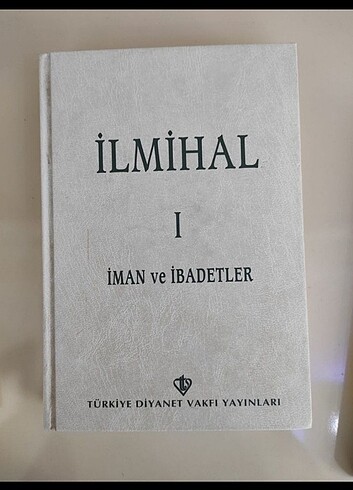 İLMİHAL
I
İMAN ve İBADETLER
TÜRKİYE DİYANET VAKFI YAYINLARI